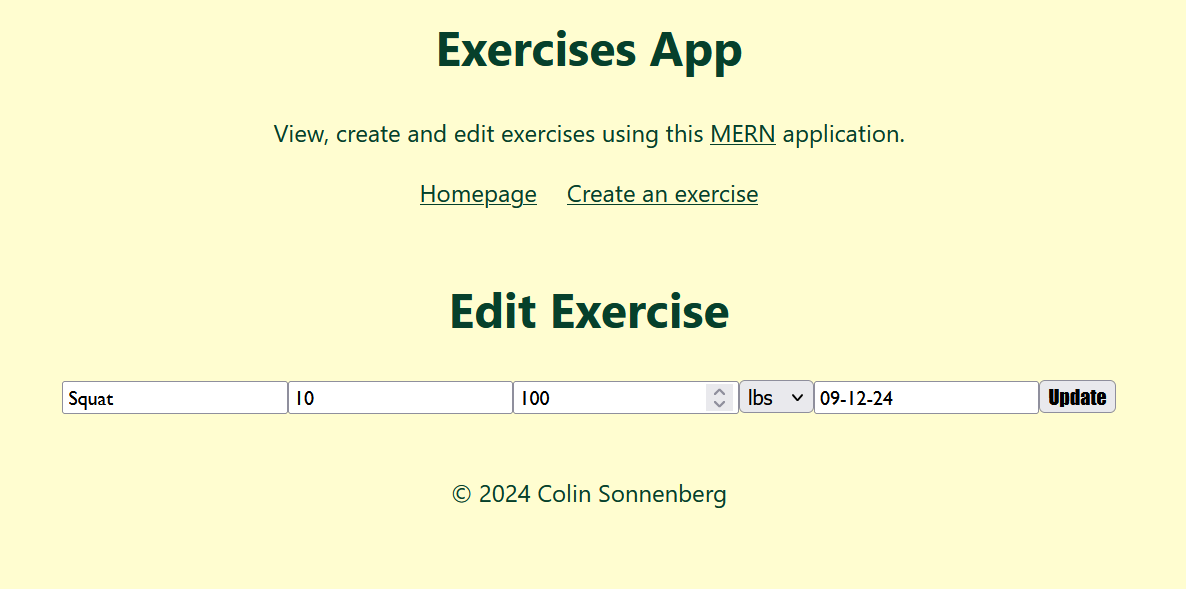 Exercises App
View, create and edit exercises using this MERN application.
Homepage Create an exercise
Edit Exercise
Squat 10 100 lbs 09-12-24 Update
© 2024 Colin Sonnenberg